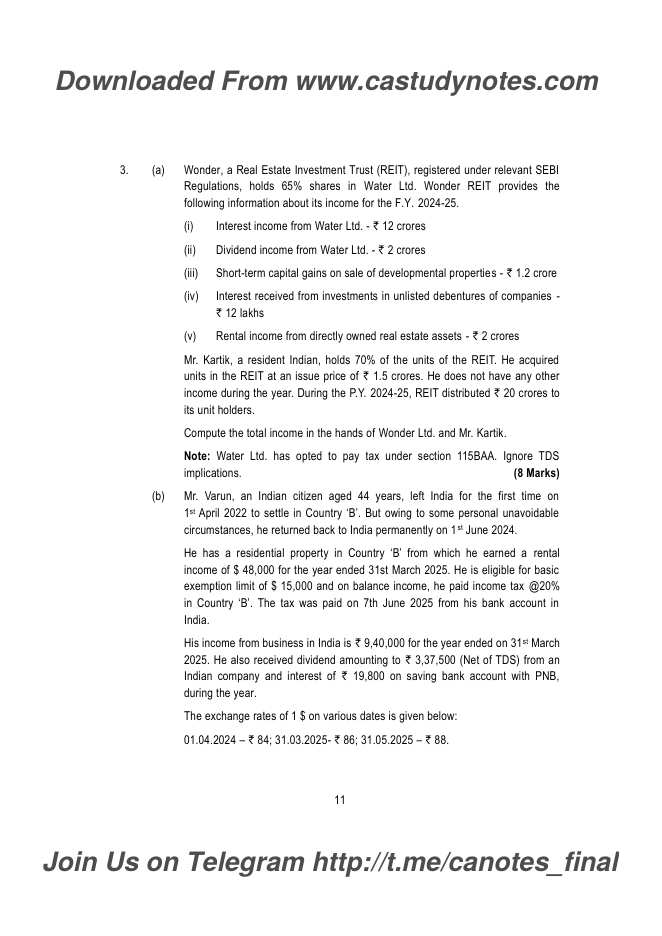 Downloaded From www.castudynotes.com
3. (a) Wonder, a Real Estate Investment Trust (REIT), registered under relevant SEBI
Regulations, holds 65% shares in Water Ltd. Wonder REIT provides the
following information about its income for the F.Y. 2024-25.
(i) Interest income from Water Ltd. - ₹ 12 crores
(ii) Dividend income from Water Ltd. - ₹ 2 crores
(iii) Short-term capital gains on sale of developmental properties - ₹ 1.2 crore
(iv) Interest received from investments in unlisted debentures of companies -
₹ 12 lakhs
(v) Rental income from directly owned real estate assets - ₹ 2 crores
Mr. Kartik, a resident Indian, holds 70% of the units of the REIT. He acquired
units in the REIT at an issue price of ₹ 1.5 crores. He does not have any other
income during the year. During the P.Y. 2024-25, REIT distributed ₹ 20 crores to
its unit holders.
Compute the total income in the hands of Wonder Ltd. and Mr. Kartik.
Note: Water Ltd. has opted to pay tax under section 115BAA. Ignore TDS
implications. (8 Marks)
(b) Mr. Varun, an Indian citizen aged 44 years, left India for the first time on
1st April 2022 to settle in Country ‘B’. But owing to some personal unavoidable
circumstances, he returned back to India permanently on 1st June 2024.
He has a residential property in Country ‘B’ from which he earned a rental
income of $ 48,000 for the year ended 31st March 2025. He is eligible for basic
exemption limit of $ 15,000 and on balance income, he paid income tax @20%
in Country ‘B’. The tax was paid on 7th June 2025 from his bank account in
India.
His income from business in India is ₹ 9,40,000 for the year ended on 31st March
2025. He also received dividend amounting to ₹ 3,37,500 (Net of TDS) from an
Indian company and interest of ₹ 19,800 on saving bank account with PNB,
during the year.
The exchange rates of 1 $ on various dates is given below:
01.04.2024 – ₹ 84; 31.03.2025- ₹ 86; 31.05.2025 – ₹ 88.
11
Join Us on Telegram http://t.me/canotes_final